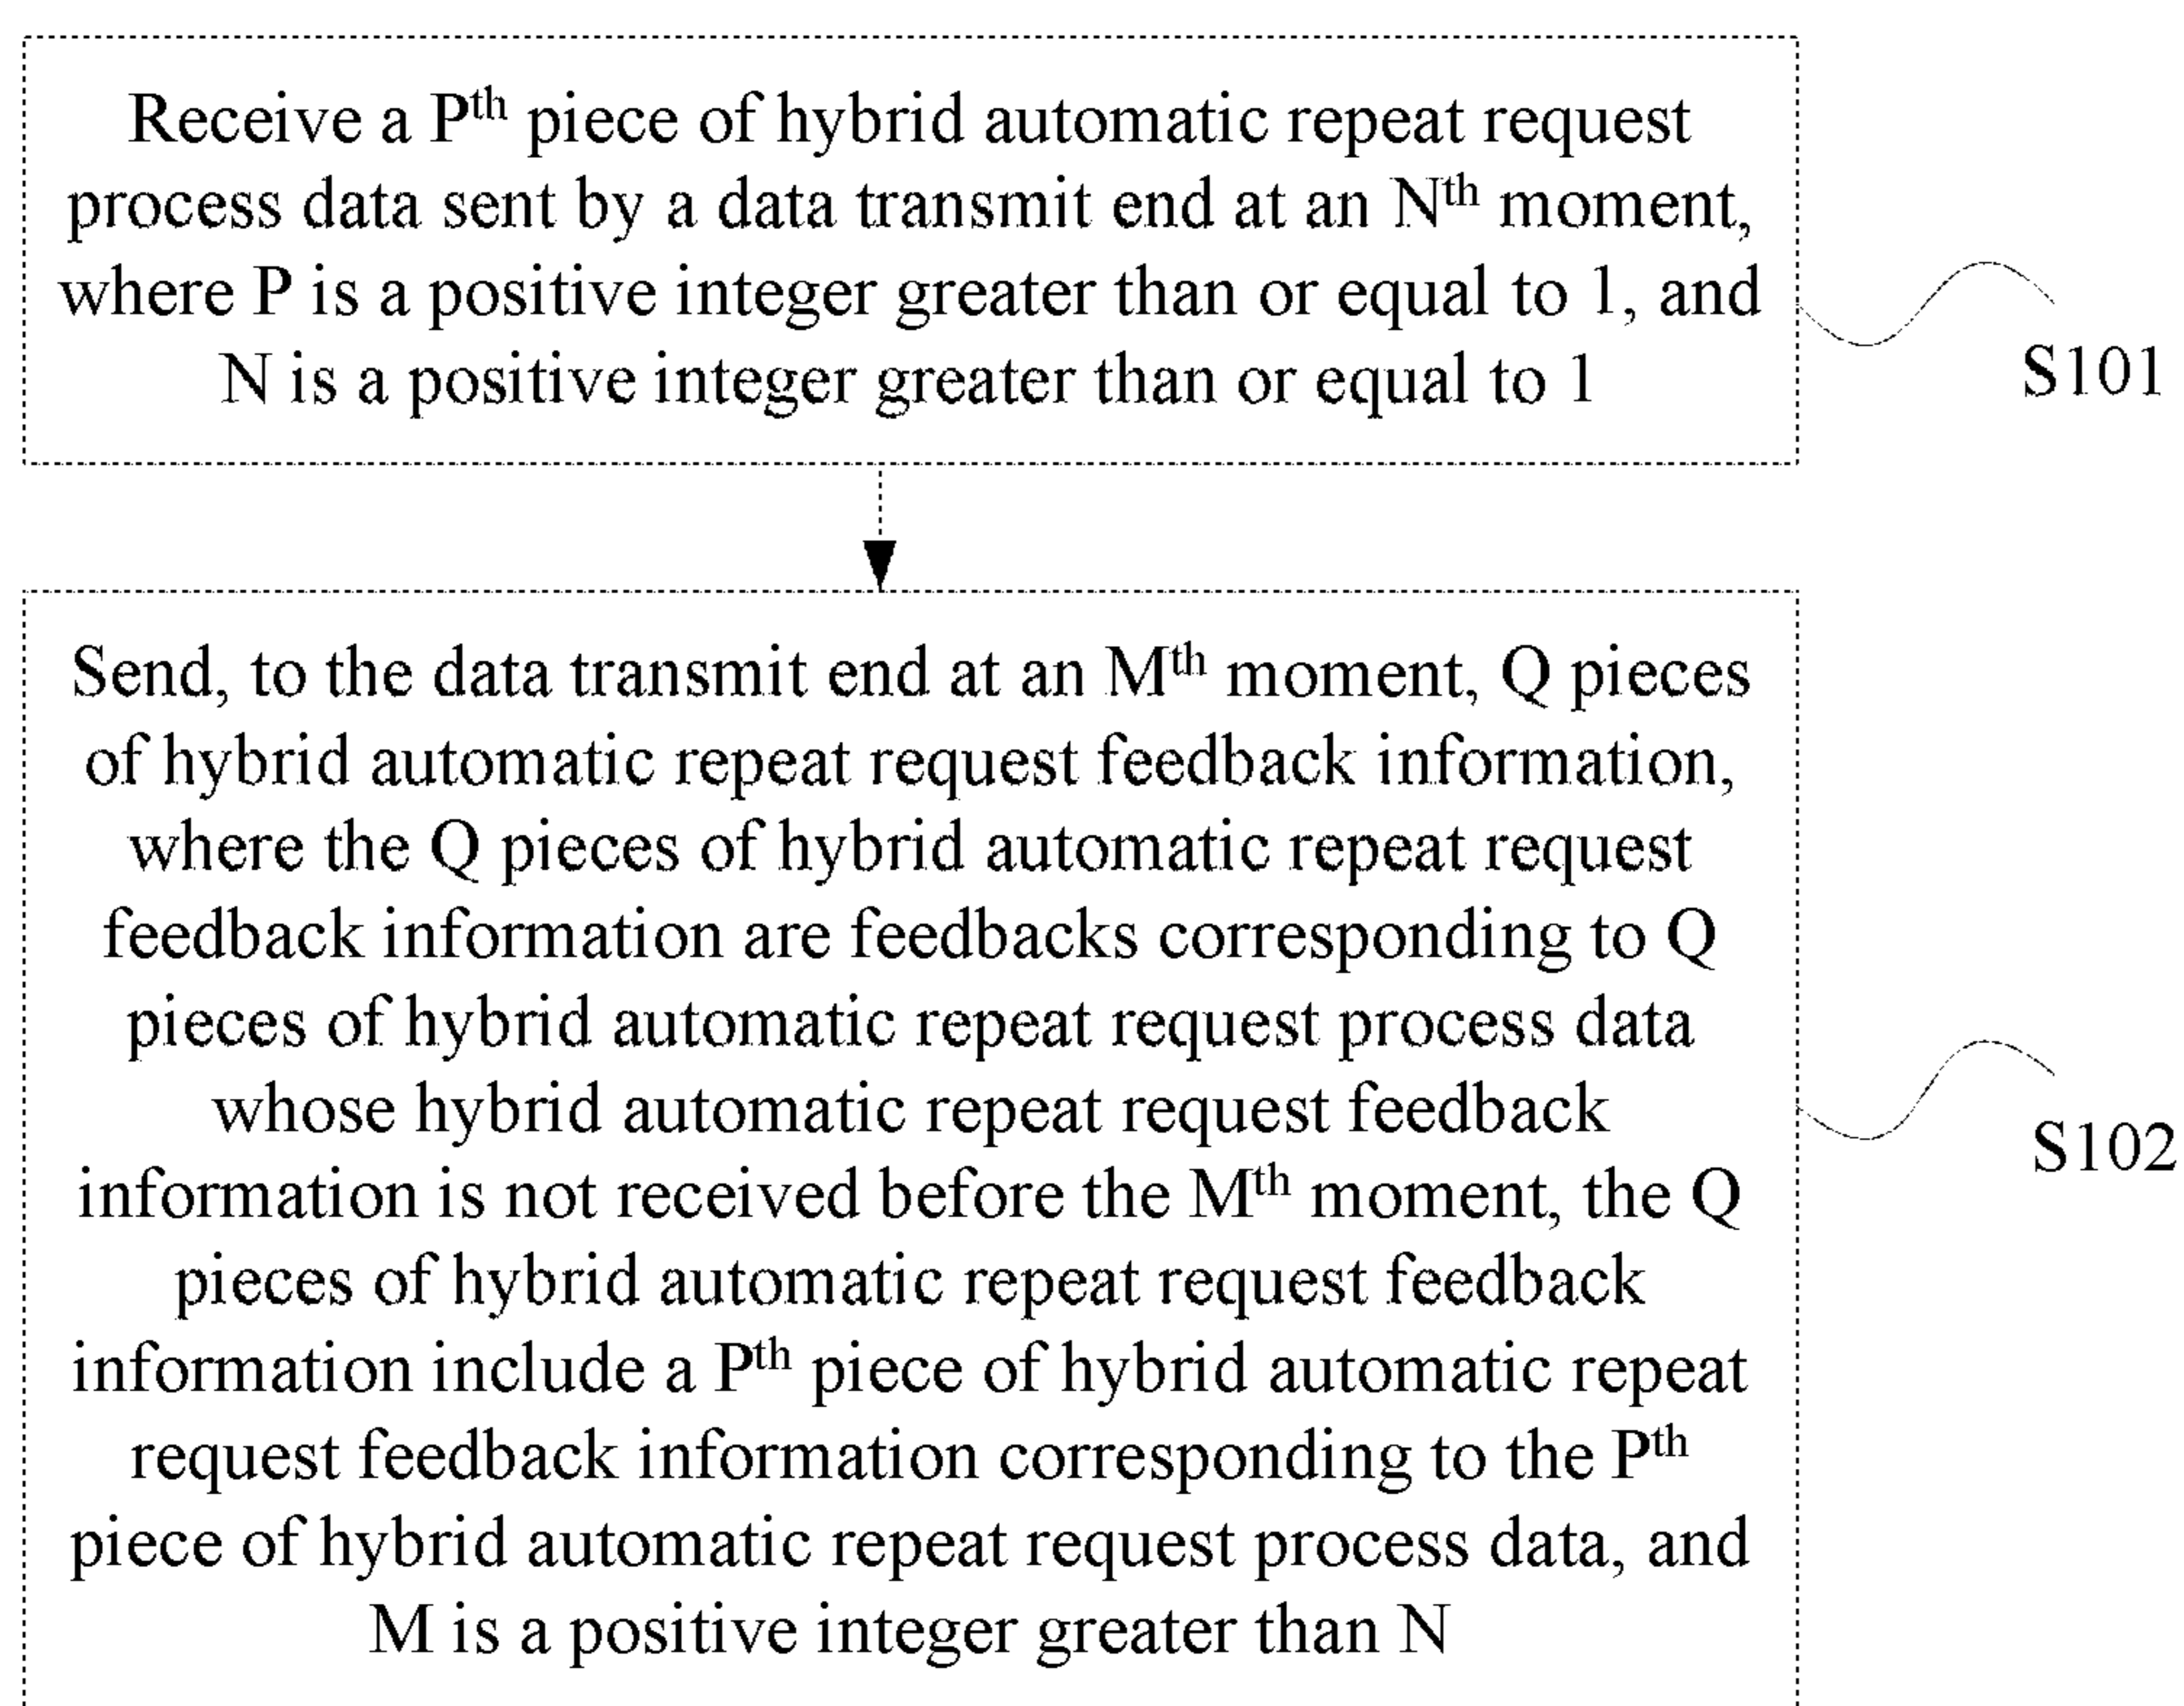 Receive a Pth piece of hybrid automatic repeat request
process data sent by a data transmit end at an Nth moment,
where P is a positive integer greater than or equal to 1, and
N is a positive integer greater than or equal to 1
S101
Send, to the data transmit end at an Mth moment, Q pieces
of hybrid automatic repeat request feedback information,
where the Q pieces of hybrid automatic repeat request
feedback information are feedbacks corresponding to Q
pieces of hybrid automatic repeat request process data
whose hybrid automatic repeat request feedback
information is not received before the Mth moment, the Q
pieces of hybrid automatic repeat request feedback
information include a Pth piece of hybrid automatic repeat
request feedback information corresponding to the Pth
piece of hybrid automatic repeat request process data, and
M is a positive integer greater than N
S102